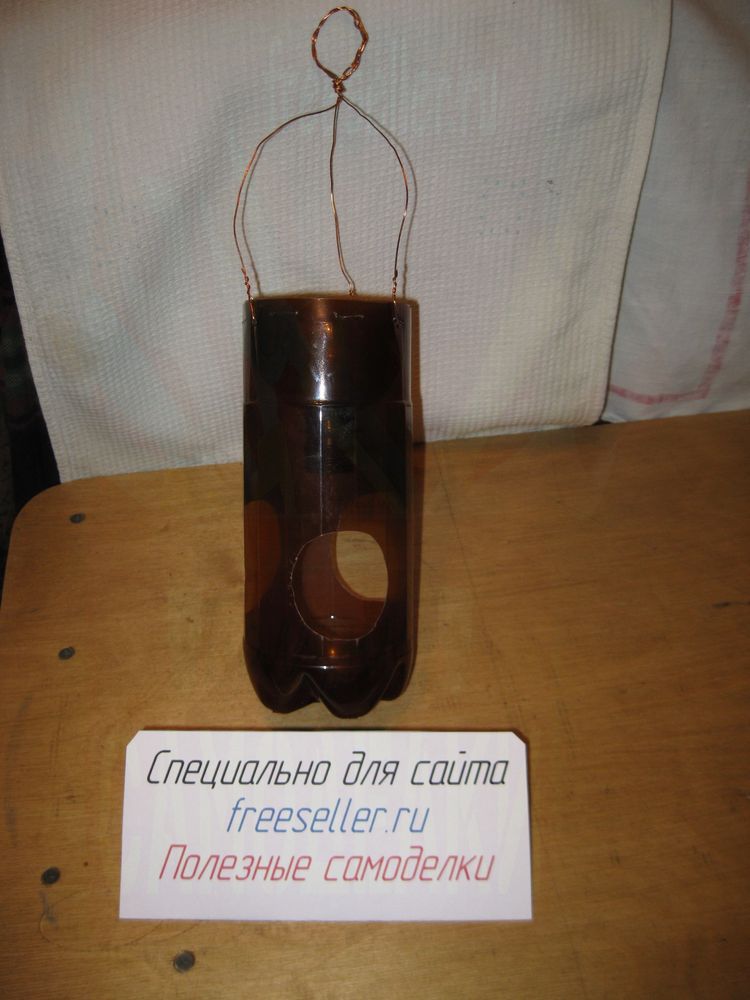 Специально для сайта
freeseller.ru
Полезные самоделки